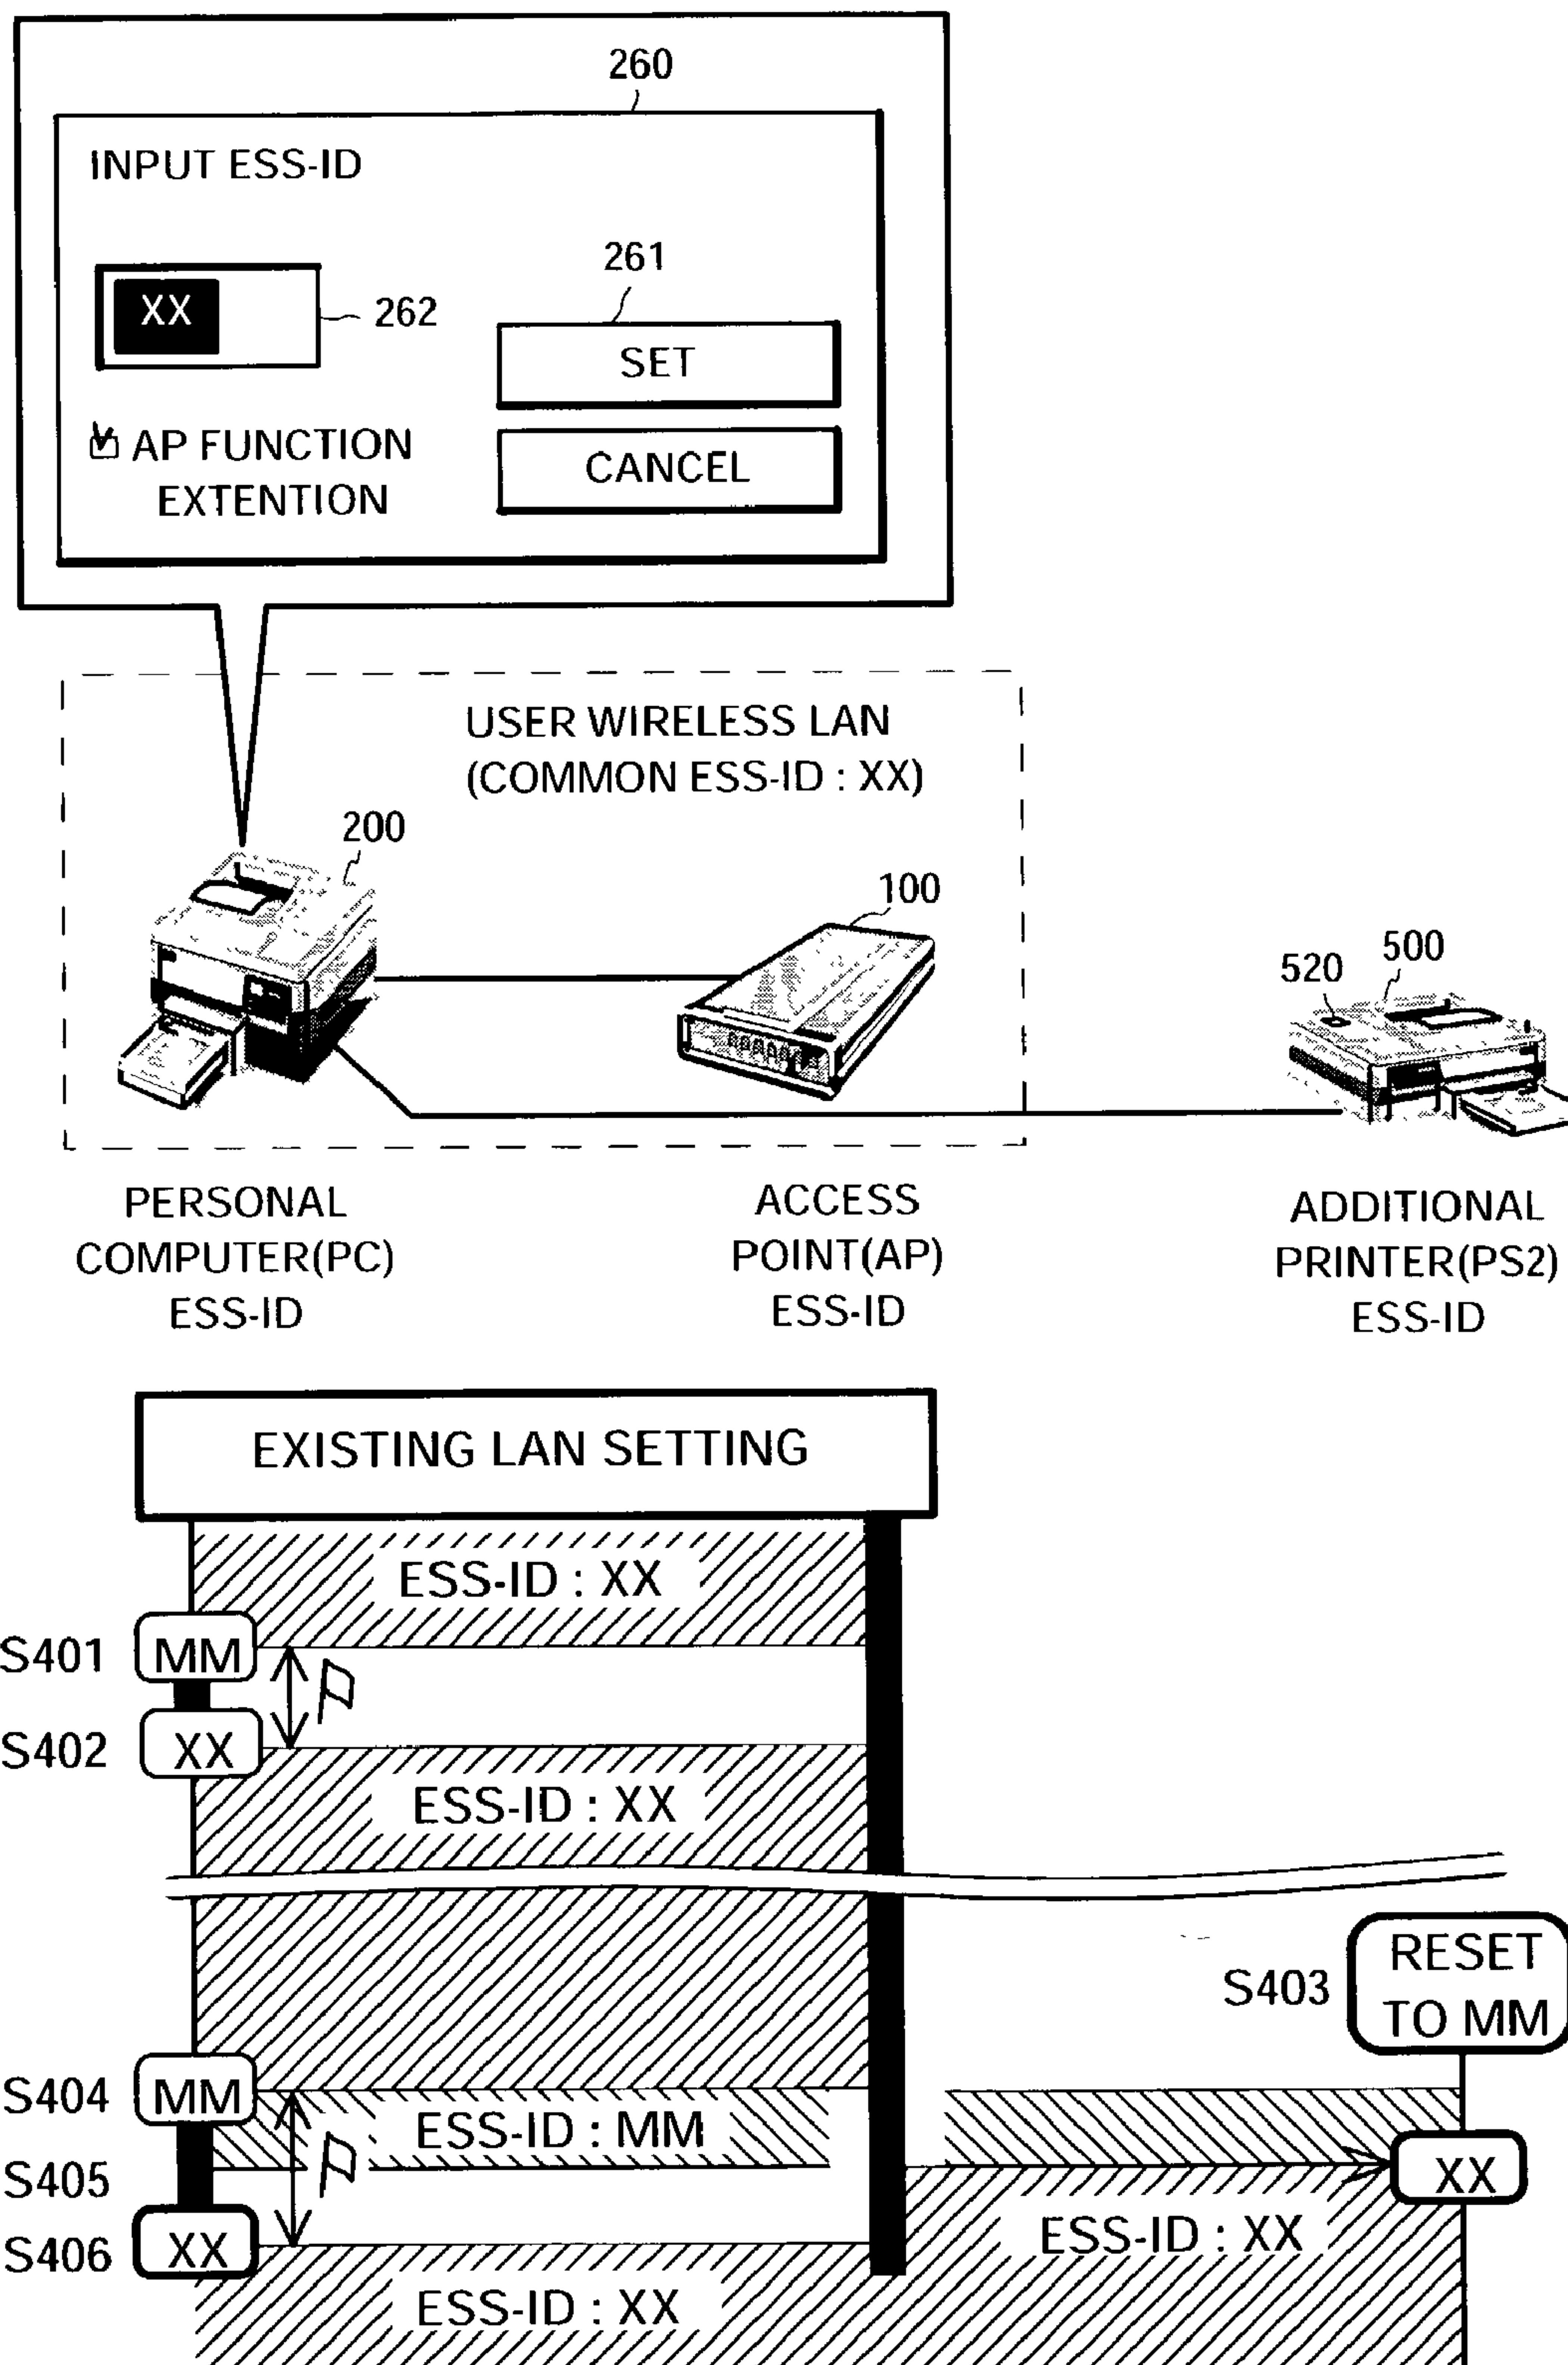 260
INPUT ESS-ID
261
XX
262
SET
AP FUNCTION
EXTENTION
CANCEL
USER WIRELESS LAN
(COMMON ESS-ID : XX)
200
100
520
500
PERSONAL
COMPUTER(PC)
ESS-ID
ACCESS
POINT(AP)
ESS-ID
ADDITIONAL
PRINTER(PS2)
ESS-ID
EXISTING LAN SETTING
ESS-ID : XX
S401
MM
P
S402
XX
ESS-ID : XX
S403
RESET
TO MM
S404
MM
ESS-ID : MM
P
S405
XX
S406
XX
ESS-ID : XX
ESS-ID : XX